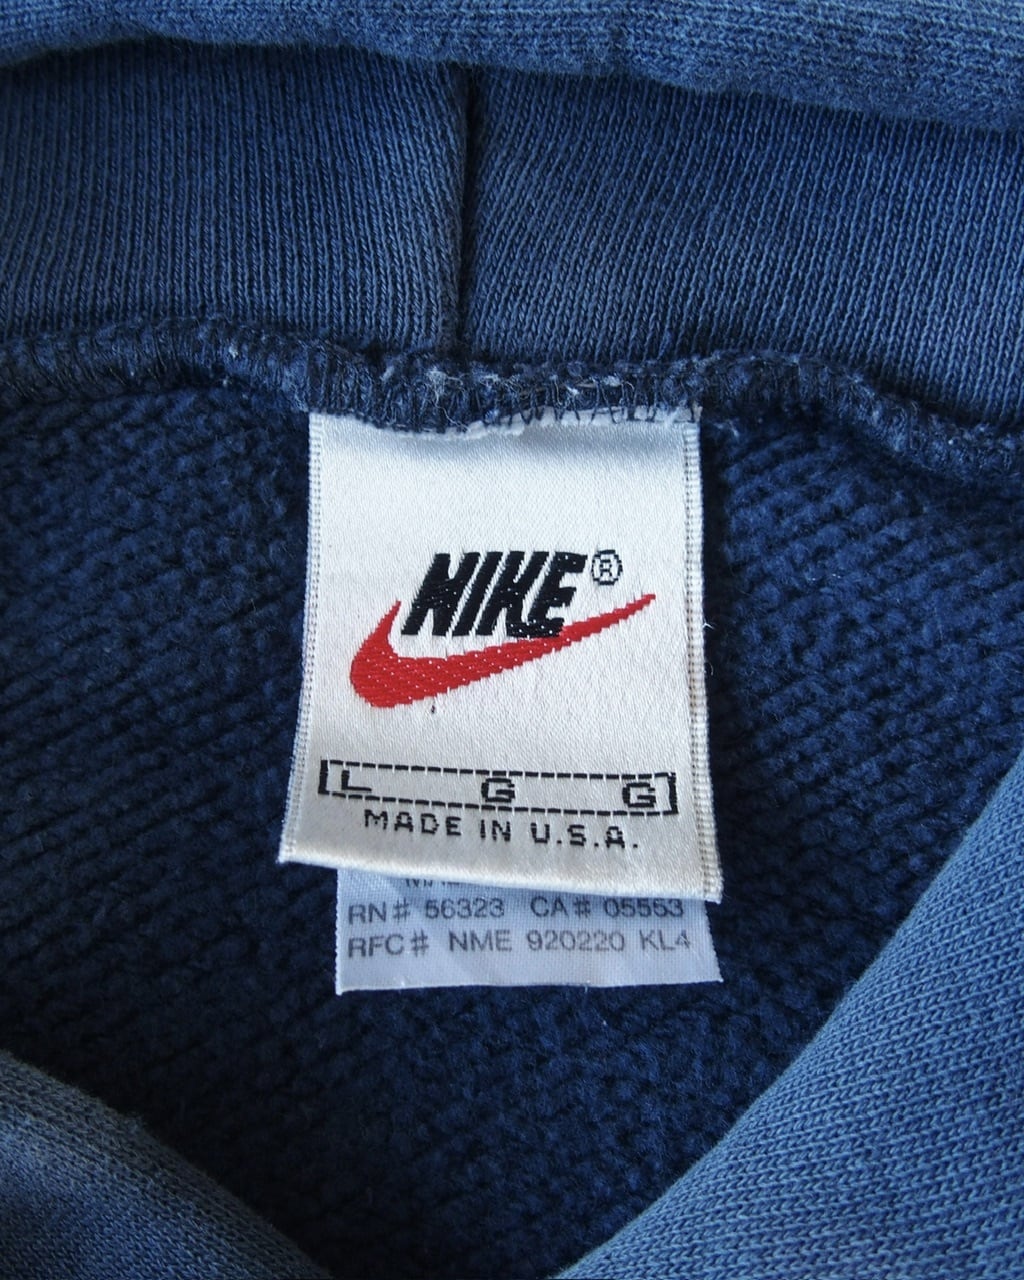 NIKE®
L G G
MADE IN U.S.A.
RN# 56323 CA# 05553
RFC# NME 920220 KL4